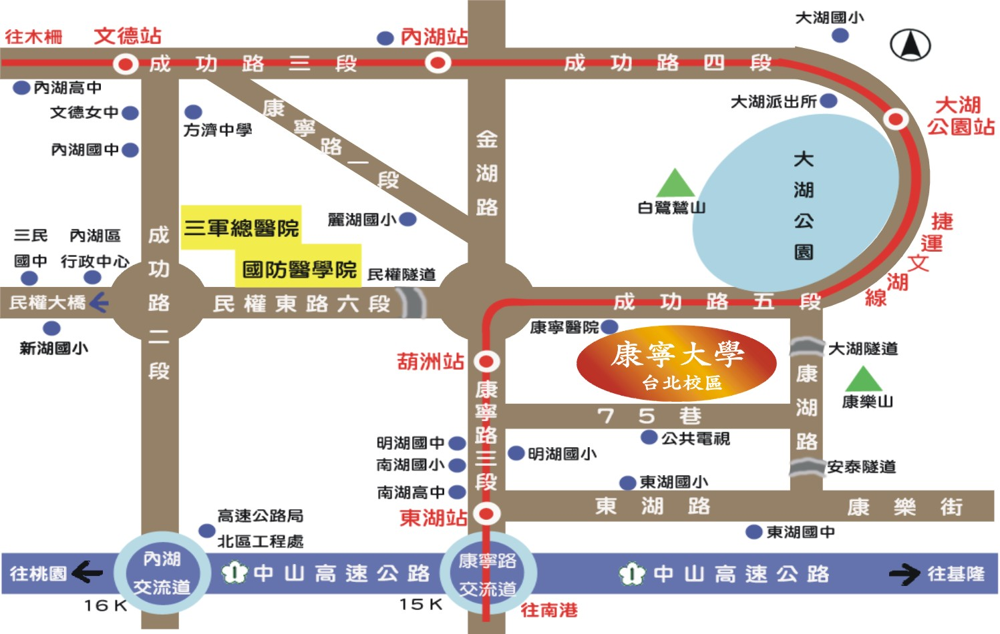 大湖國小
往木柵
文德站
內湖站
成功路三段
成功路四段
內湖高中
文德女中
方濟中學
內湖國中
康寧路一段
金湖路
大湖派出所
大湖
公園站
大湖公園
白鷺鷥山
捷運文湖線
三軍總醫院
國防醫學院
麗湖國小
三民
國中
內湖區
行政中心
成功路二段
民權隧道
民權大橋
民權東路六段
成功路五段
新湖國小
康寧醫院
康寧大學
台北校區
大湖隧道
葫洲站
康寧路三段
康湖路
康樂山
75巷
明湖國中
公共電視
明湖國小
南湖國小
安泰隧道
南湖高中
東湖國小
東湖站
東湖路
康樂街
高速公路局
北區工程處
東湖國中
往桃園
內湖
交流道
1
中山高速公路
康寧路
交流道
1
中山高速公路
往基隆
16K
15K
往南港